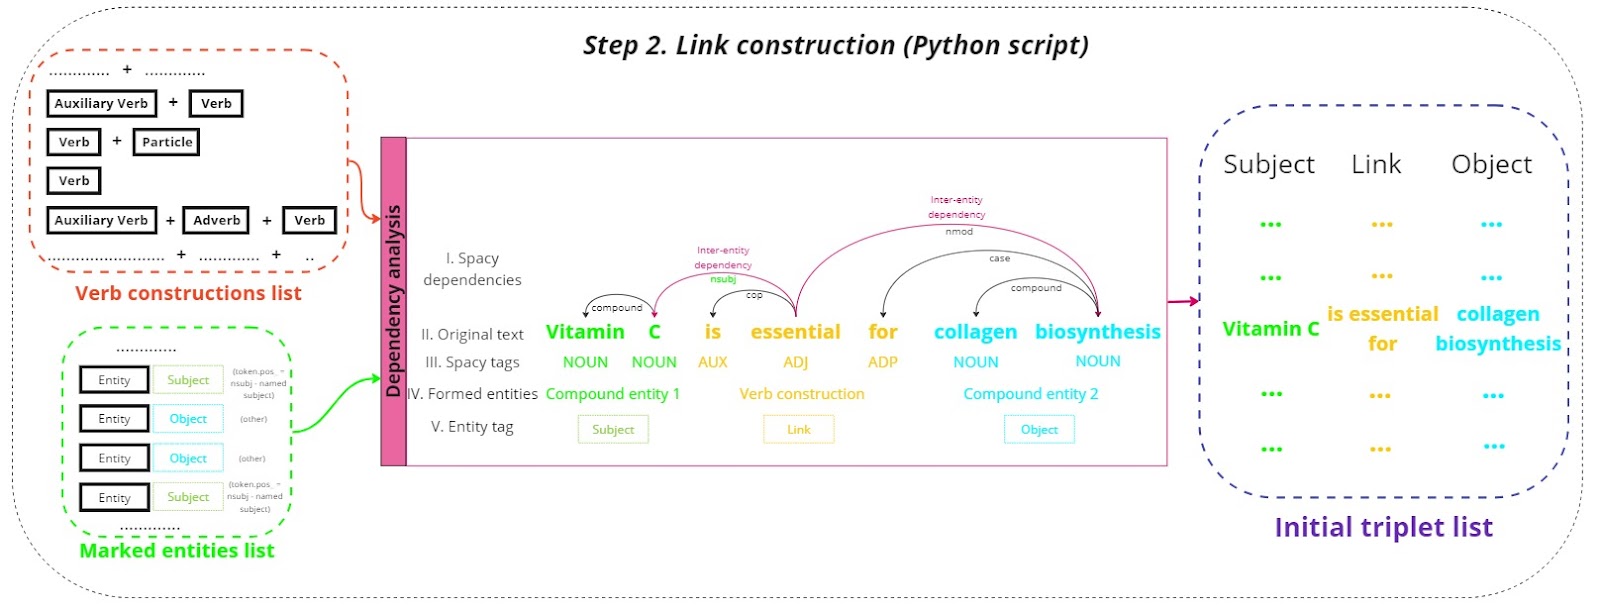 Step 2. Link construction (Python script)
............. + .............
Auxiliary Verb + Verb
Verb + Particle
Verb
Auxiliary Verb + Adverb + Verb
......................... + ............. + ..
Verb constructions list
.............
Entity Subject (token.pos_ = nsubj - named subject)
Entity Object (other)
Entity Object (other)
Entity Subject (token.pos_ = nsubj - named subject)
.............
Marked entities list
Dependency analysis
I. Spacy
dependencies
compound
Inter-entity
dependency
nsubj
cop
Inter-entity
dependency
nmod
case
compound
II. Original text Vitamin C is essential for collagen biosynthesis
III. Spacy tags NOUN NOUN AUX ADJ ADP NOUN NOUN
IV. Formed entities Compound entity 1 Verb construction Compound entity 2
V. Entity tag Subject Link Object
Subject Link Object
... ... ...
... ... ...
Vitamin C is essential for collagen biosynthesis
... ... ...
... ... ...
Initial triplet list